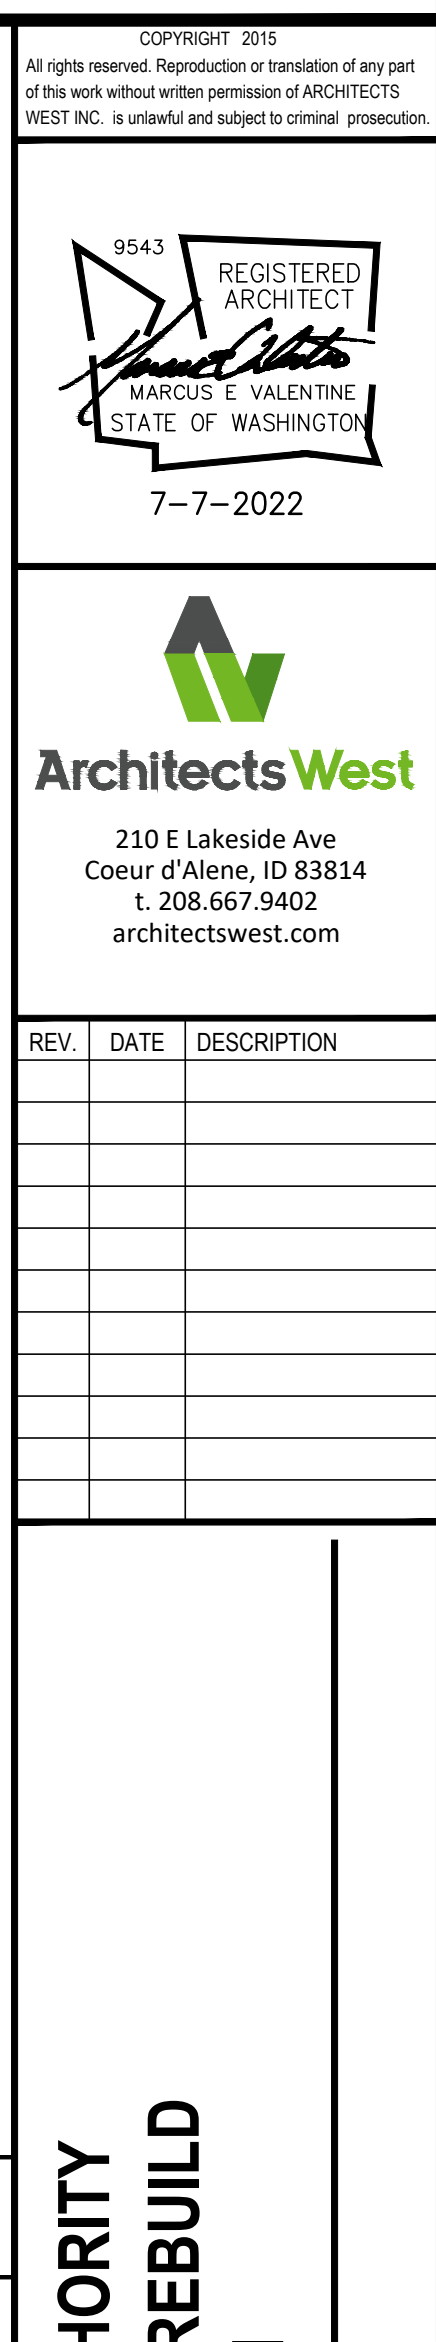 COPYRIGHT 2015
All rights reserved. Reproduction or translation of any part
of this work without written permission of ARCHITECTS
WEST INC. is unlawful and subject to criminal prosecution.
9543
REGISTERED
ARCHITECT
MARCUS E VALENTINE
STATE OF WASHINGTON
7-7-2022
ArchitectsWest
210 E Lakeside Ave
Coeur d'Alene, ID 83814
t. 208.667.9402
architectswest.com
REV. DATE DESCRIPTION
HORITY
REBUILD